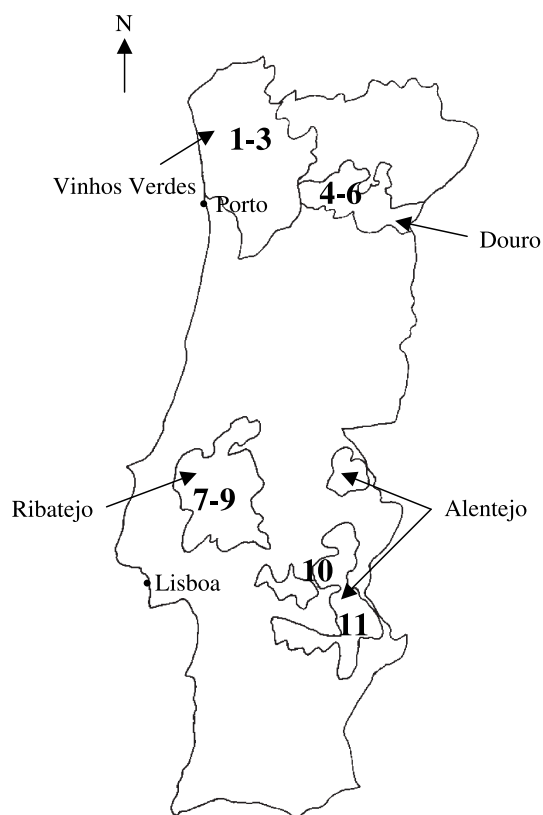 N
1-3
Vinhos Verdes
Porto
4-6
Douro
Ribatejo
7-9
Alentejo
10
Lisboa
11